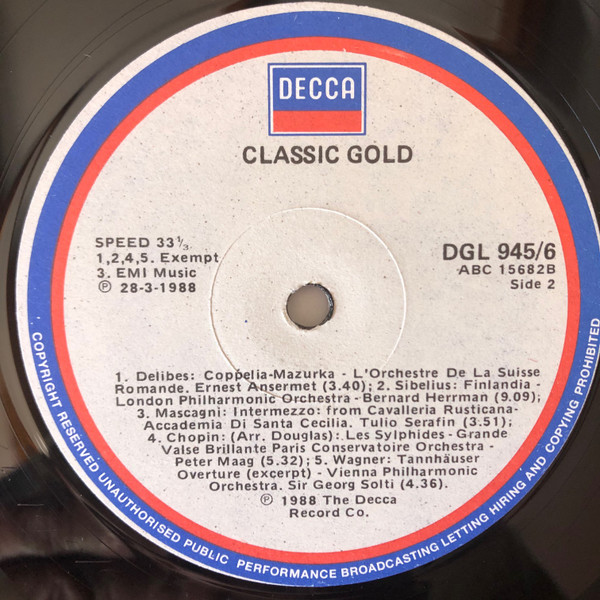 DECCA
CLASSIC GOLD
SPEED 33⅓
1,2,4,5. Exempt
3. EMI Music
Ⓟ 28-3-1988
DGL 945/6
ABC 15682B
Side 2
1. Delibes: Coppelia-Mazurka - L'Orchestre De La Suisse
Romande. Ernest Ansermet (3.40); 2. Sibelius: Finlandia -
London Philharmonic Orchestra - Bernard Herrman (9.09);
3. Mascagni: Intermezzo: from Cavalleria Rusticana-
Accademia Di Santa Cecilia. Tulio Serafin (3.51);
4. Chopin: (Arr. Douglas): Les Sylphides - Grande
Valse Brillante Paris Conservatoire Orchestra -
Peter Maag (5.32); 5. Wagner: Tannhäuser
Overture (excerpt) - Vienna Philharmonic
Orchestra. Sir Georg Solti (4.36).
Ⓟ 1988 The Decca
Record Co.
COPYRIGHT RESERVED UNAUTHORISED PUBLIC PERFORMANCE BROADCASTING LETTING HIRING AND COPYING PROHIBITED